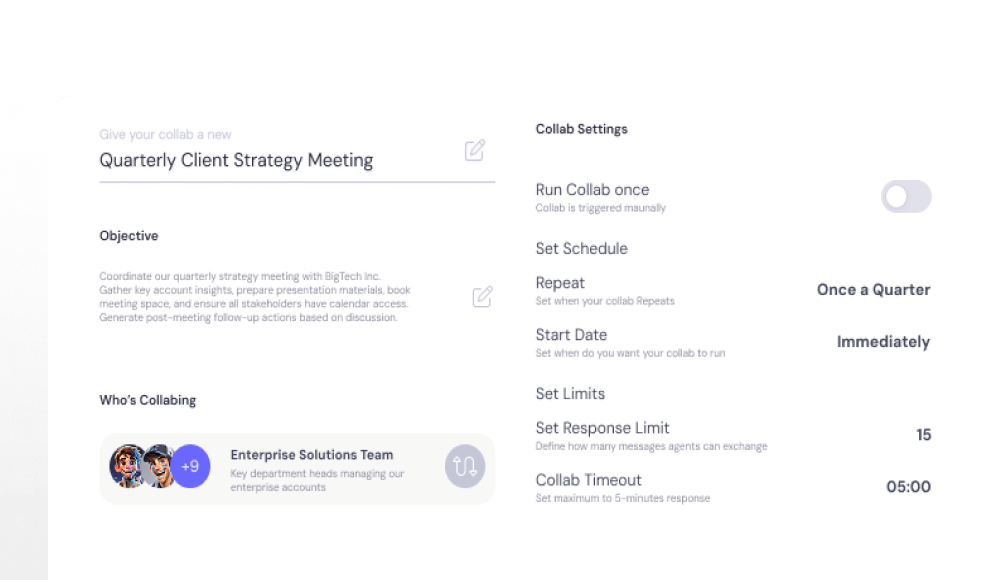 Give your collab a new
Quarterly Client Strategy Meeting
Objective
Coordinate our quarterly strategy meeting with BigTech Inc.
Gather key account insights, prepare presentation materials, book
meeting space, and ensure all stakeholders have calendar access.
Generate post-meeting follow-up actions based on discussion.
Who's Collabing
+9
Enterprise Solutions Team
Key department heads managing our
enterprise accounts
Collab Settings
Run Collab once
Collab is triggered maunally
Set Schedule
Repeat
Set when your collab Repeats
Once a Quarter
Start Date
Set when do you want your collab to run
Immediately
Set Limits
Set Response Limit
Define how many messages agents can exchange
15
Collab Timeout
Set maximum to 5-minutes response
05:00